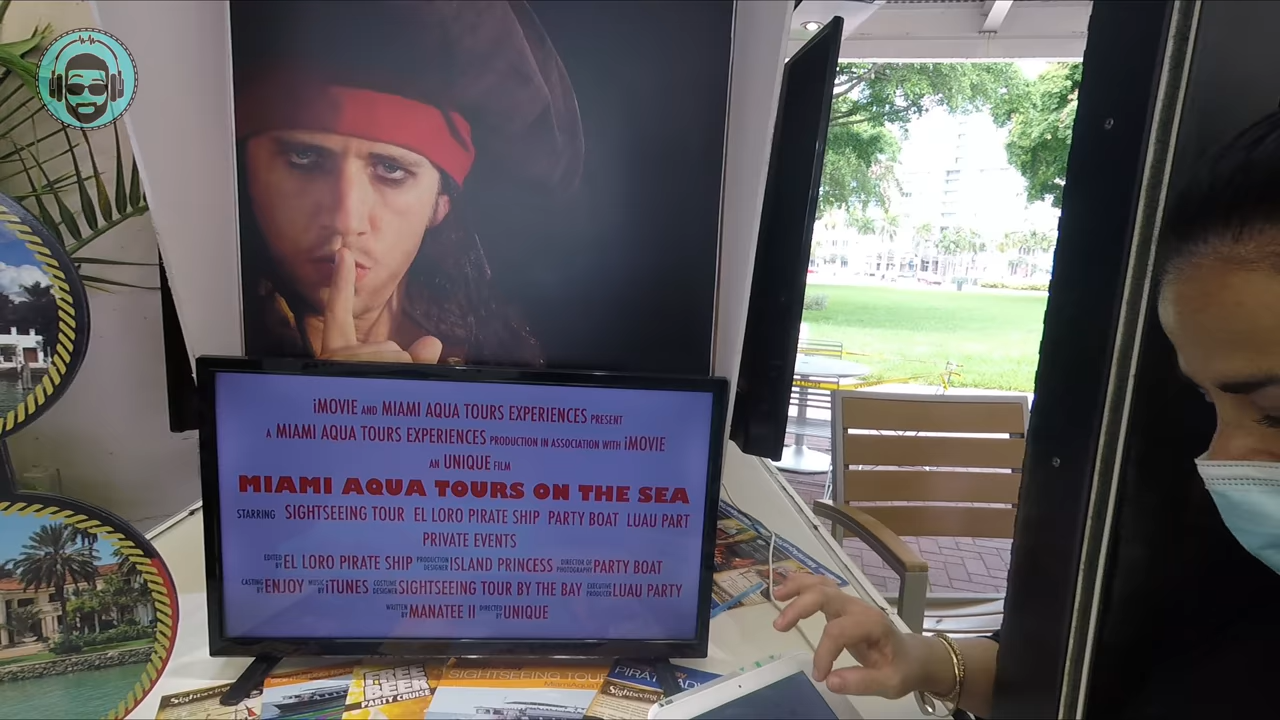 iMOVIE AND MIAMI AQUA TOURS EXPERIENCES PRESENT
A MIAMI AQUA TOURS EXPERIENCES PRODUCTION IN ASSOCIATION WITH iMOVIE
AN UNIQUE FILM
MIAMI AQUA TOURS ON THE SEA
STARRING SIGHTSEEING TOUR EL LORO PIRATE SHIP PARTY BOAT LUAU PART
PRIVATE EVENTS
EDITED BY EL LORO PIRATE SHIP PRODUCTION DESIGNER ISLAND PRINCESS DIRECTOR OF PHOTOGRAPHY PARTY BOAT
CASTING BY ENJOY MUSIC BY iTUNES COSTUME DESIGNER SIGHTSEEING TOUR BY THE BAY EXECUTIVE PRODUCER LUAU PARTY
WRITTEN BY MANATEE II DIRECTED BY UNIQUE
Sightseeing
FREE BEER
PARTY CRUISE
SIGHTSEEING TOUR
Sightseeing